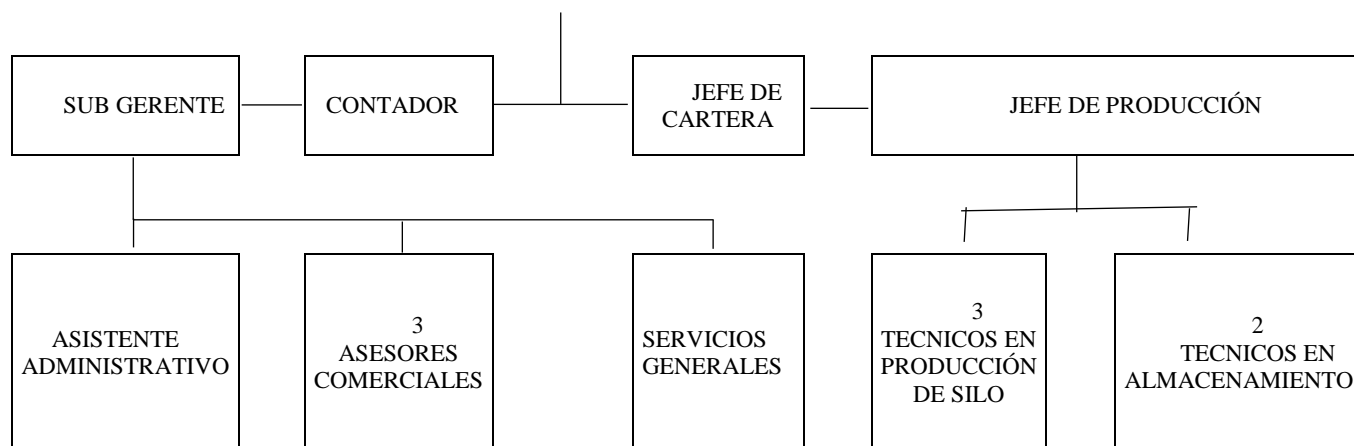 SUB GERENTE
CONTADOR
JEFE DE
CARTERA
JEFE DE PRODUCCIÓN
ASISTENTE
ADMINISTRATIVO
3
ASESORES
COMERCIALES
SERVICIOS
GENERALES
3
TECNICOS EN
PRODUCCIÓN
DE SILO
2
TECNICOS EN
ALMACENAMIENTO